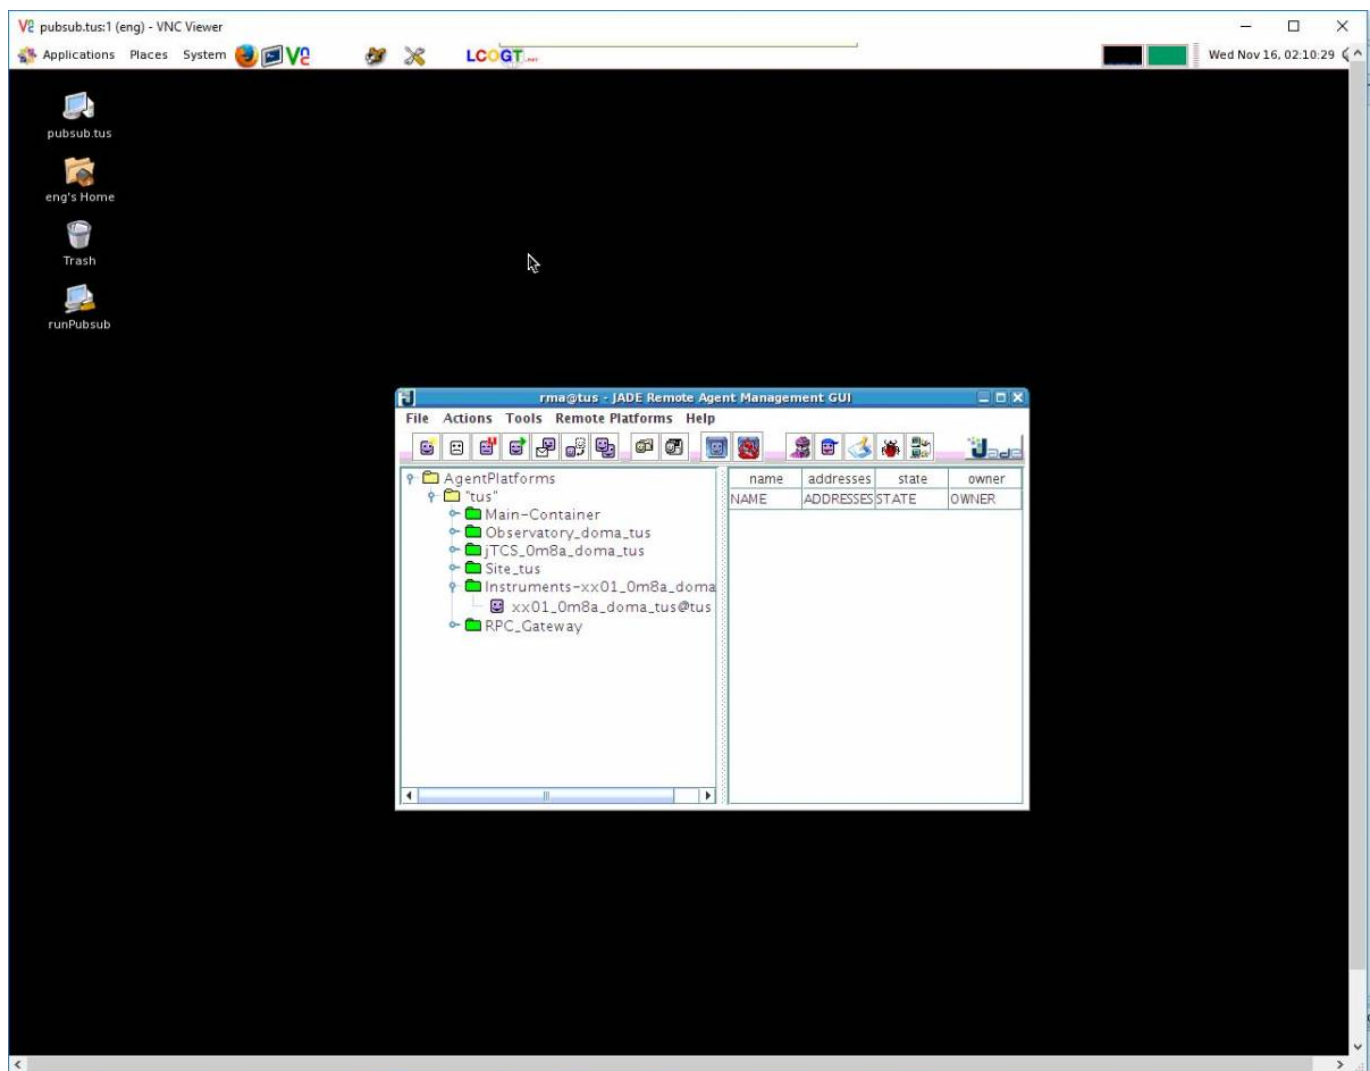 pubsub.tus:1 (eng) - VNC Viewer
Applications Places System LCOGT.net Wed Nov 16, 02:10:29
pubsub.tus
eng's Home
Trash
runPubsub
rma@tus - JADE Remote Agent Management GUI
File Actions Tools Remote Platforms Help
Jade
AgentPlatforms
"tus"
Main-Container
Observatory_doma_tus
jTCS_0m8a_doma_tus
Site_tus
Instruments-xx01_0m8a_doma
xx01_0m8a_doma_tus@tus
RPC_Gateway
name addresses state owner
NAME ADDRESSES STATE OWNER